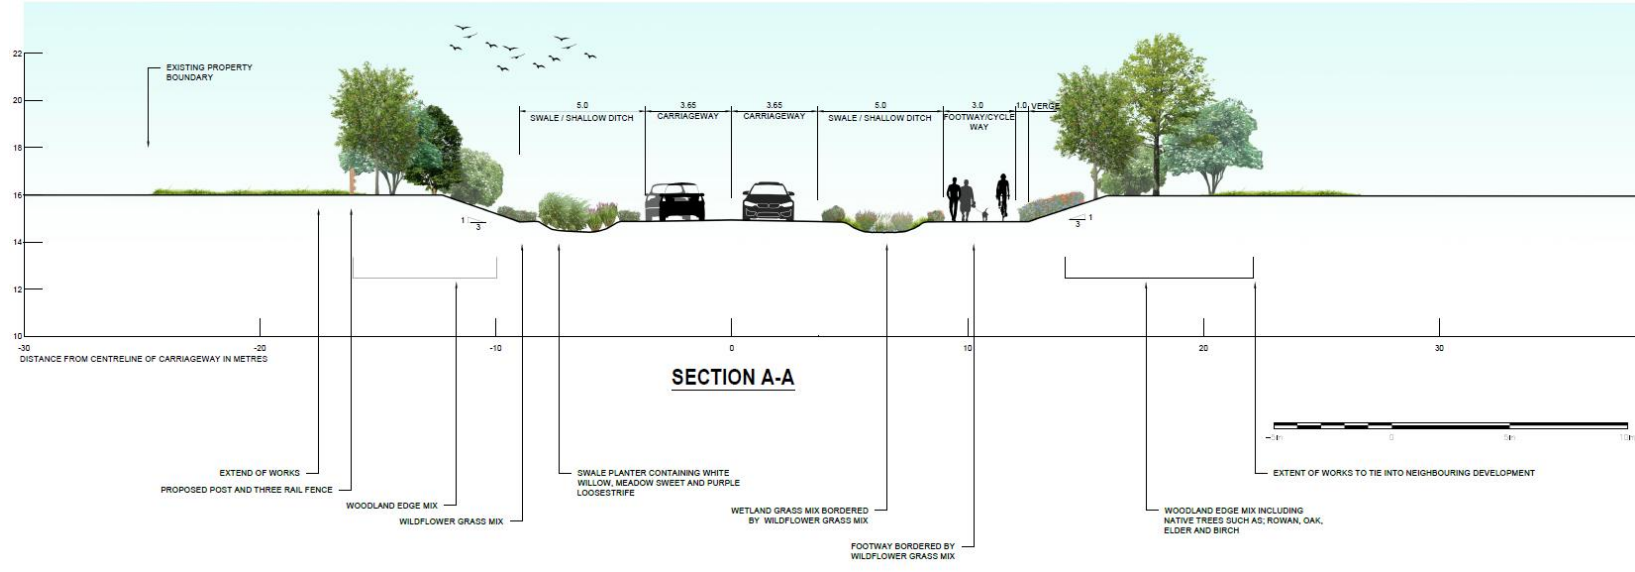 22
20
18
16
14
12
10
EXISTING PROPERTY
BOUNDARY
5.0
SWALE / SHALLOW DITCH
3.65
CARRIAGEWAY
3.65
CARRIAGEWAY
5.0
SWALE / SHALLOW DITCH
3.0
FOOTWAY/CYCLE
WAY
1.0 VERGE
1
3
1
3
-30
-20
-10
0
10
20
30
DISTANCE FROM CENTRELINE OF CARRIAGEWAY IN METRES
SECTION A-A
-5m
0
5m
10m
EXTEND OF WORKS
PROPOSED POST AND THREE RAIL FENCE
WOODLAND EDGE MIX
WILDFLOWER GRASS MIX
SWALE PLANTER CONTAINING WHITE
WILLOW, MEADOW SWEET AND PURPLE
LOOSESTRIFE
WETLAND GRASS MIX BORDERED
BY WILDFLOWER GRASS MIX
FOOTWAY BORDERED BY
WILDFLOWER GRASS MIX
EXTENT OF WORKS TO TIE INTO NEIGHBOURING DEVELOPMENT
WOODLAND EDGE MIX INCLUDING
NATIVE TREES SUCH AS; ROWAN, OAK,
ELDER AND BIRCH